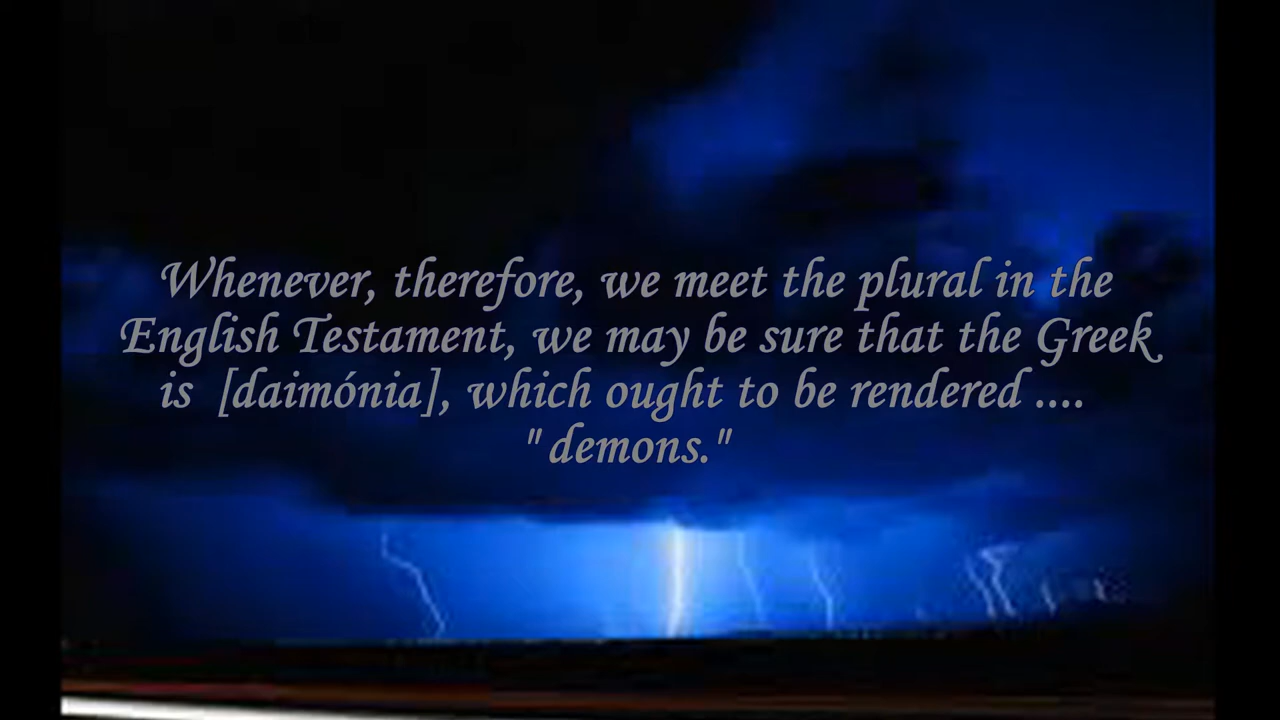 Whenever, therefore, we meet the plural in the
English Testament, we may be sure that the Greek
is  [daimónia], which ought to be rendered ....
"demons."